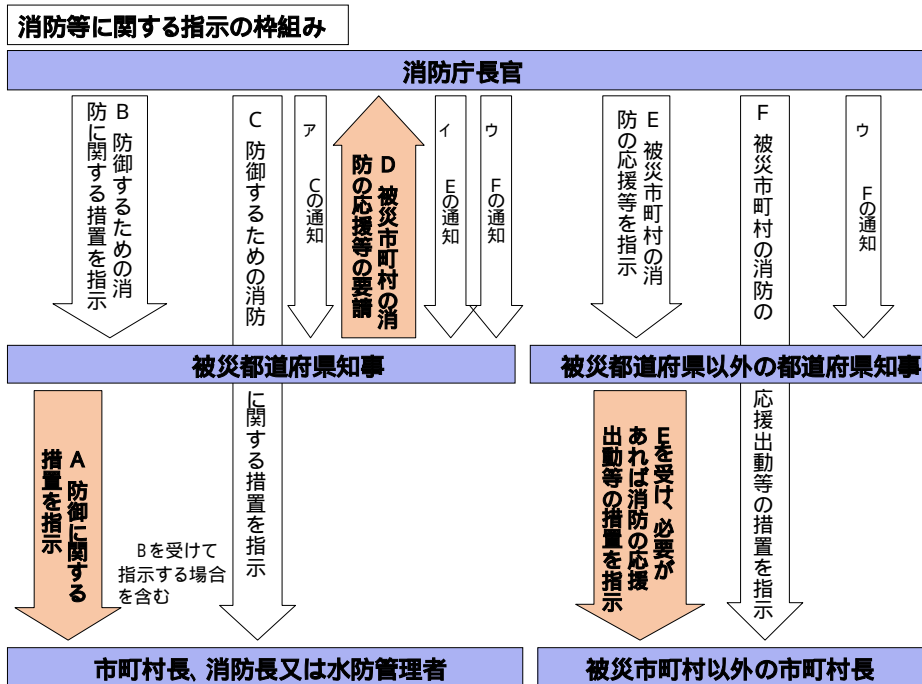 消防等に関する指示の枠組み
消防庁長官
B 防御するための消
防に関する措置を指示
C 防御するための消防
に関する措置を指示
ア Cの通知
D 被災市町村の消
防の応援等の要請
イ Eの通知
ウ Fの通知
E 被災市町村の消
防の応援等を指示
F 被災市町村の消防の
応援出動等の措置を指示
ウ Fの通知
被災都道府県知事
被災都道府県以外の都道府県知事
A 防御に関する
措置を指示
Bを受けて
指示する場合
を含む
Eを受け、必要が
あれば消防の応援
出動等の措置を指示
市町村長、消防長又は水防管理者
被災市町村以外の市町村長